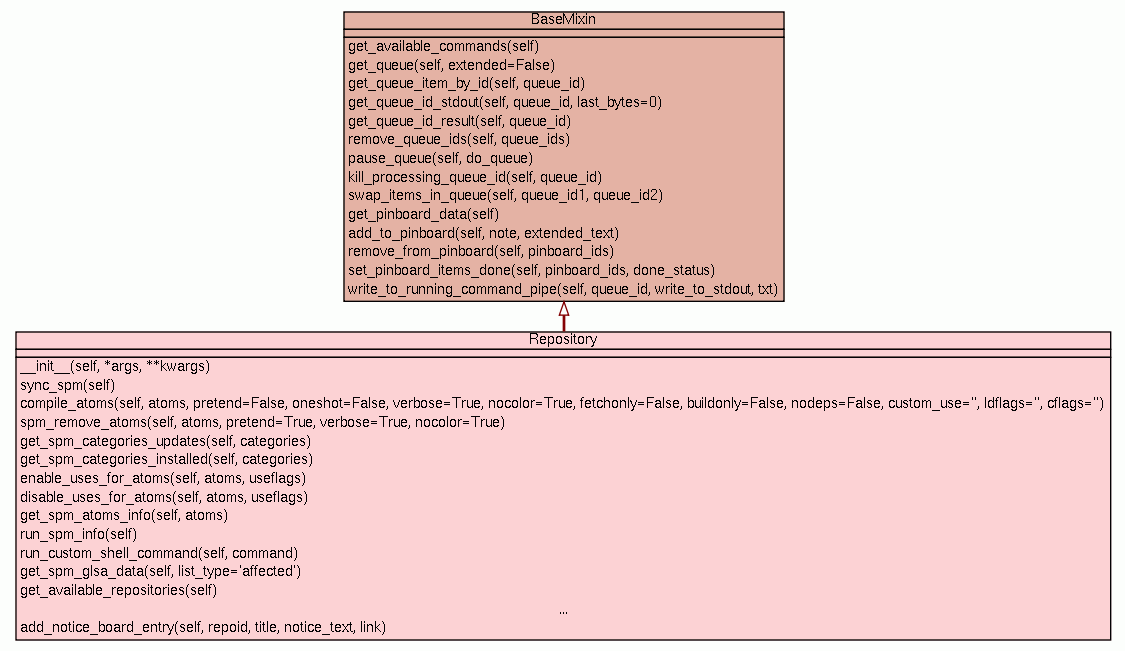 BaseMixin
get_available_commands(self)
get_queue(self, extended=False)
get_queue_item_by_id(self, queue_id)
get_queue_id_stdout(self, queue_id, last_bytes=0)
get_queue_id_result(self, queue_id)
remove_queue_ids(self, queue_ids)
pause_queue(self, do_queue)
kill_processing_queue_id(self, queue_id)
swap_items_in_queue(self, queue_id1, queue_id2)
get_pinboard_data(self)
add_to_pinboard(self, note, extended_text)
remove_from_pinboard(self, pinboard_ids)
set_pinboard_items_done(self, pinboard_ids, done_status)
write_to_running_command_pipe(self, queue_id, write_to_stdout, txt)
Repository
__init__(self, *args, **kwargs)
sync_spm(self)
compile_atoms(self, atoms, pretend=False, oneshot=False, verbose=True, nocolor=True, fetchonly=False, buildonly=False, nodeps=False, custom_use='', ldflags='', cflags='')
spm_remove_atoms(self, atoms, pretend=True, verbose=True, nocolor=True)
get_spm_categories_updates(self, categories)
get_spm_categories_installed(self, categories)
enable_uses_for_atoms(self, atoms, useflags)
disable_uses_for_atoms(self, atoms, useflags)
get_spm_atoms_info(self, atoms)
run_spm_info(self)
run_custom_shell_command(self, command)
get_spm_glsa_data(self, list_type='affected')
get_available_repositories(self)
...
add_notice_board_entry(self, repoid, title, notice_text, link)